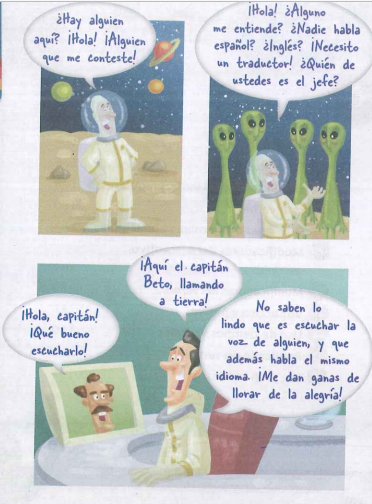 ¿Hay alguien
aquí? ¡Hola! ¡Alguien
que me conteste!
¡Hola! ¿Alguno
me entiende? ¿Nadie habla
español? ¿Inglés? ¡Necesito
un traductor! ¿Quién de
ustedes es el jefe?
¡Aquí el capitán
Beto, llamando
a tierra!
¡Hola, capitán!
¡Qué bueno
escucharlo!
No saben lo
lindo que es escuchar la
voz de alguien, y que
además habla el mismo
idioma. ¡Me dan ganas de
llorar de la alegría!